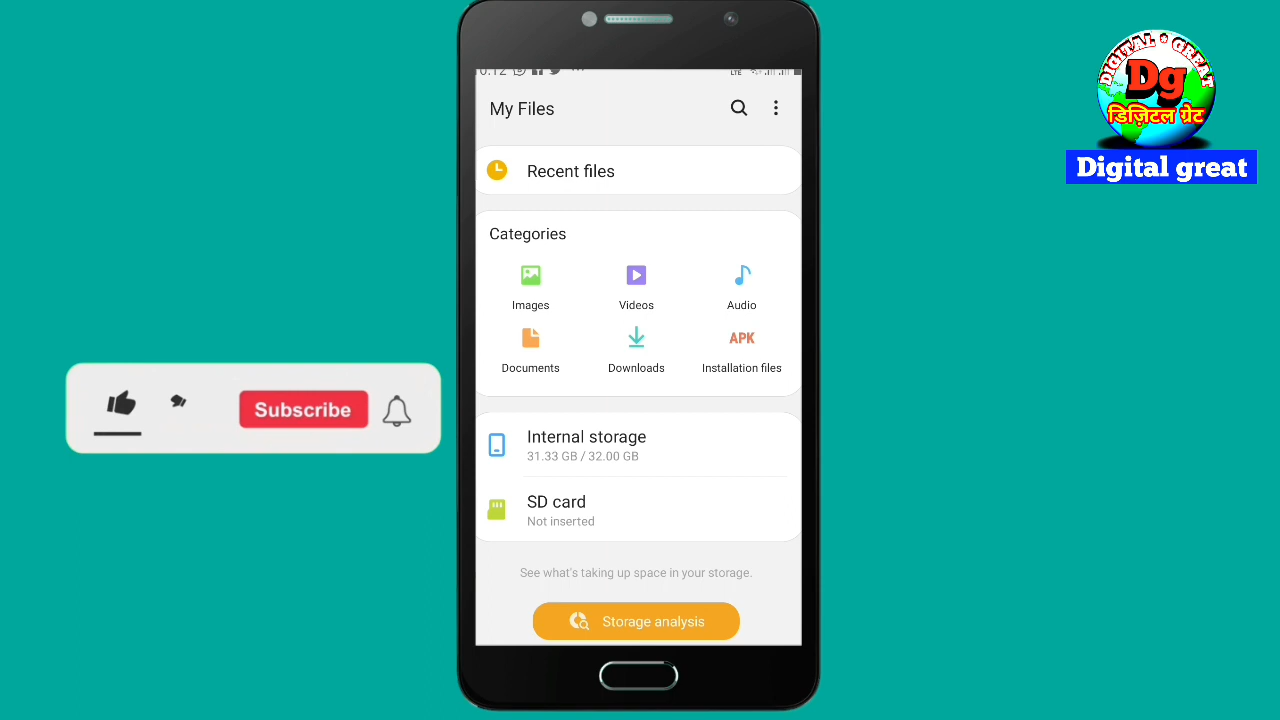 My Files
Recent files
Categories
Images
Videos
Audio
APK
Documents
Downloads
Installation files
Internal storage
31.33 GB / 32.00 GB
SD card
Not inserted
See what's taking up space in your storage.
Storage analysis
Subscribe
DIGITAL * GREAT
Dg
डिज़िटल ग्रेट
Digital great